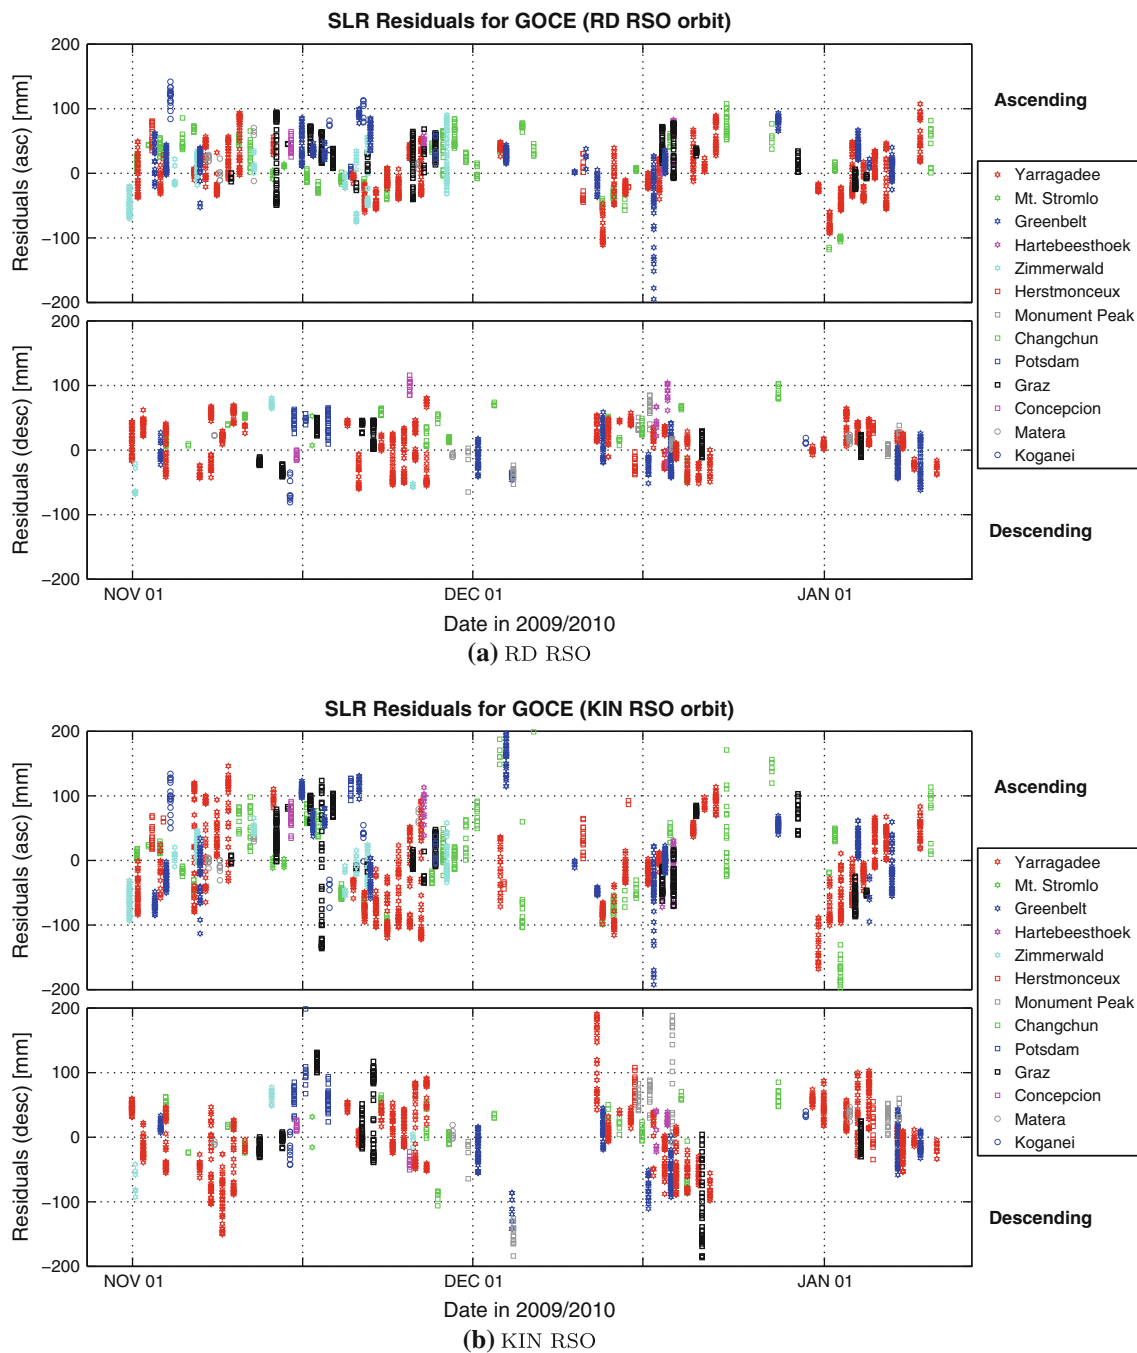 SLR Residuals for GOCE (RD RSO orbit)
Residuals (asc) [mm]
200
100
0
−100
−200
Ascending
Residuals (desc) [mm]
200
100
0
−100
−200
NOV 01
DEC 01
JAN 01
Date in 2009/2010
Yarragadee
Mt. Stromlo
Greenbelt
Hartebeesthoek
Zimmerwald
Herstmonceux
Monument Peak
Changchun
Potsdam
Graz
Concepcion
Matera
Koganei
Descending
(a) RD RSO
SLR Residuals for GOCE (KIN RSO orbit)
Residuals (asc) [mm]
200
100
0
−100
−200
Ascending
Residuals (desc) [mm]
200
100
0
−100
−200
NOV 01
DEC 01
JAN 01
Date in 2009/2010
Yarragadee
Mt. Stromlo
Greenbelt
Hartebeesthoek
Zimmerwald
Herstmonceux
Monument Peak
Changchun
Potsdam
Graz
Concepcion
Matera
Koganei
Descending
(b) KIN RSO